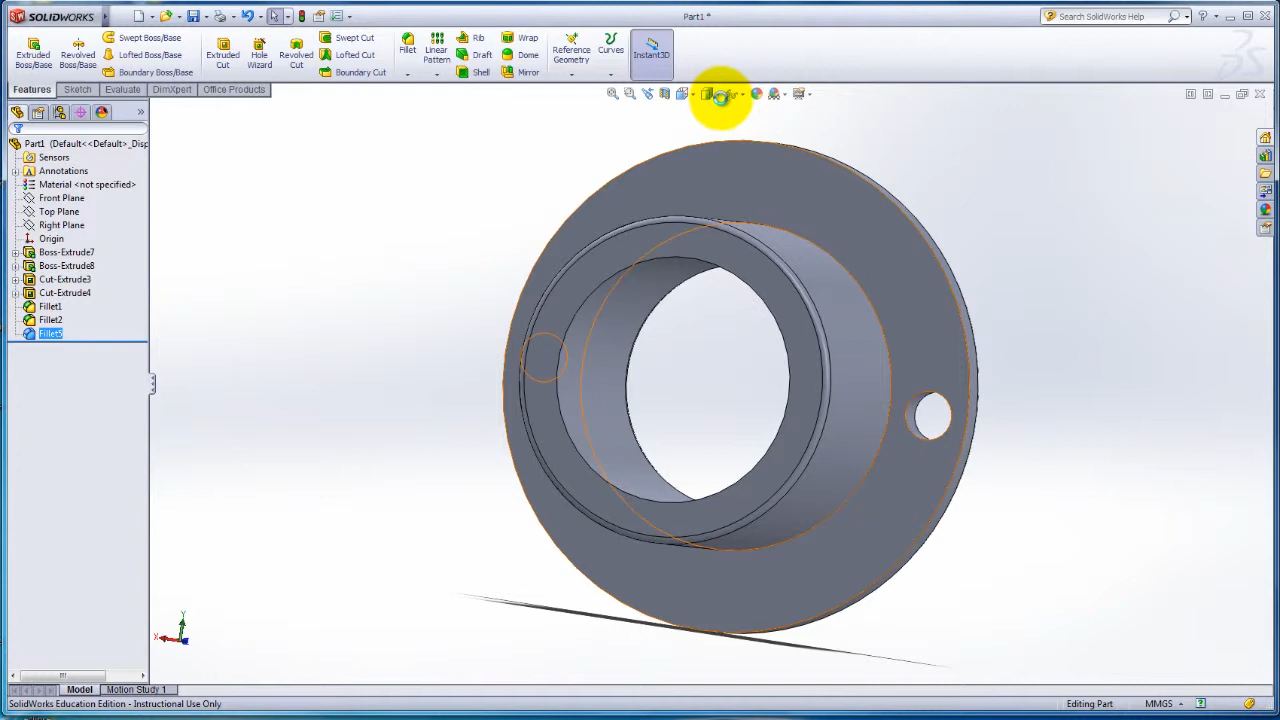 SOLIDWORKS
Part1 *
Search SolidWorks Help
Extruded Boss/Base
Revolved Boss/Base
Swept Boss/Base
Lofted Boss/Base
Boundary Boss/Base
Extruded Cut
Hole Wizard
Revolved Cut
Swept Cut
Lofted Cut
Boundary Cut
Fillet
Linear Pattern
Rib
Draft
Shell
Wrap
Dome
Mirror
Reference Geometry
Curves
Instant3D
Features
Sketch
Evaluate
DimXpert
Office Products
Part1 (Default<<Default>_Disp
Sensors
Annotations
Material <not specified>
Front Plane
Top Plane
Right Plane
Origin
Boss-Extrude7
Boss-Extrude8
Cut-Extrude3
Cut-Extrude4
Fillet1
Fillet2
Fillet5
Y
X
Model
Motion Study 1
SolidWorks Education Edition - Instructional Use Only
Editing Part
MMGS